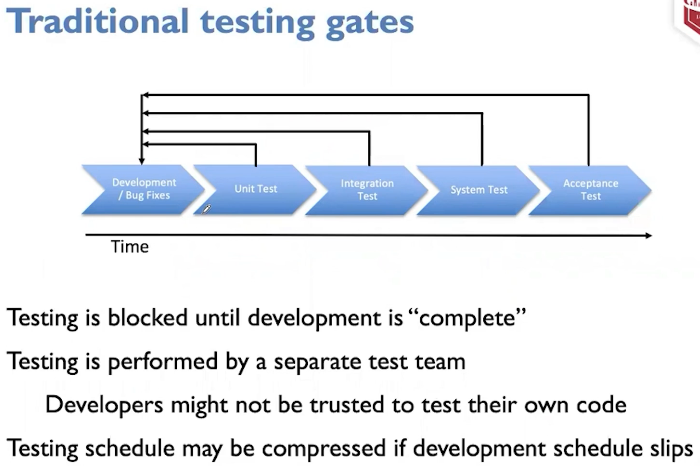 Traditional testing gates
Development
/ Bug Fixes
Unit Test
Integration
Test
System Test
Acceptance
Test
Time
Testing is blocked until development is “complete”
Testing is performed by a separate test team
Developers might not be trusted to test their own code
Testing schedule may be compressed if development schedule slips